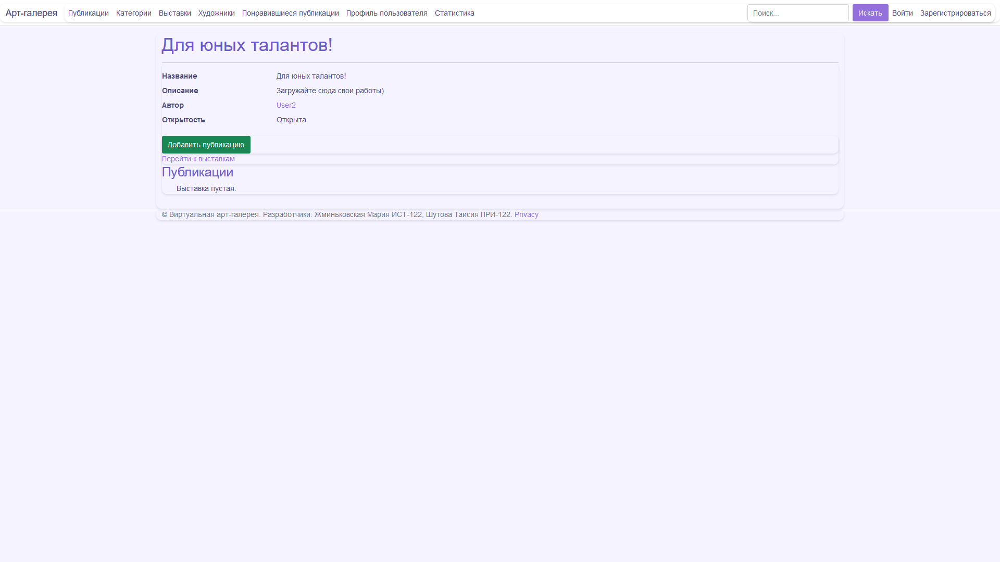 Арт-галерея Публикации Категории Выставки Художники Понравившиеся публикации Профиль пользователя Статистика Поиск... Искать Войти Зарегистрироваться
Для юных талантов!
Название Для юных талантов!
Описание Загружайте сюда свои работы)
Автор User2
Открытость Открыта
Добавить публикацию
Перейти к выставкам
Публикации
Выставка пустая.
© Виртуальная арт-галерея. Разработчики: Жминьковская Мария ИСТ-122, Шутова Таисия ПРИ-122. Privacy